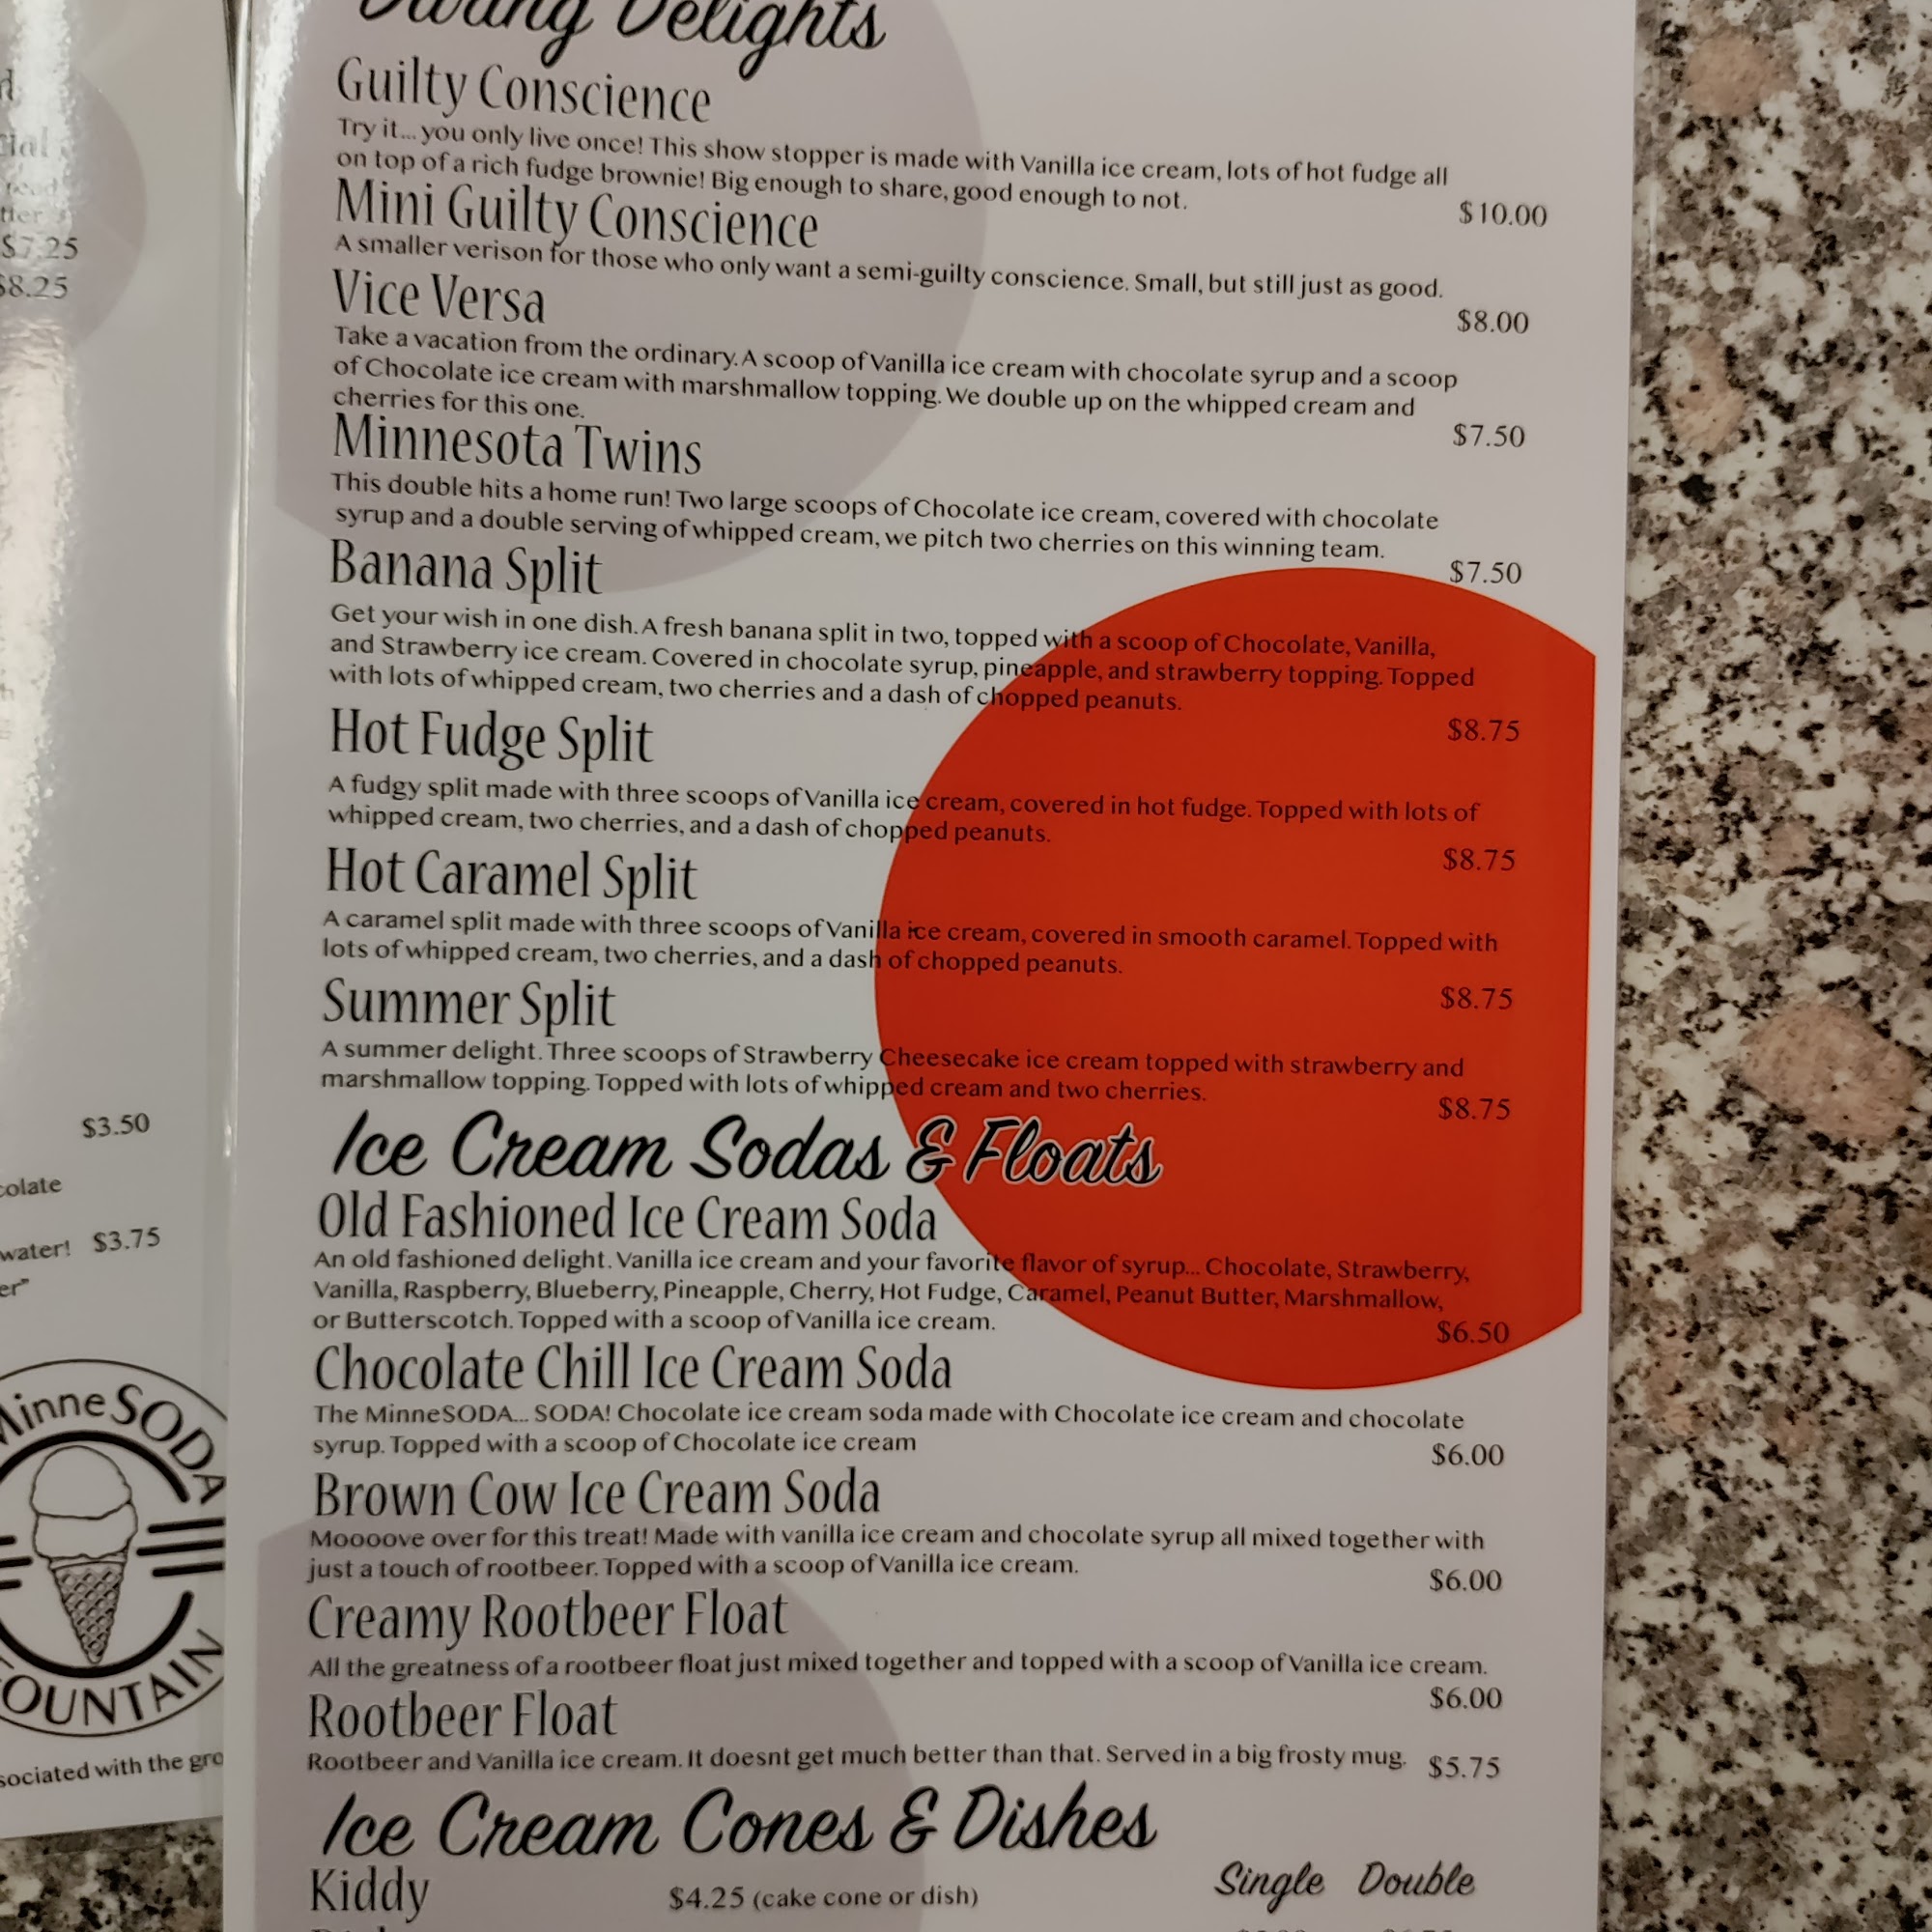 $7.25
$8.25
$3.50
water! $3.75
MinneSODA
FOUNTAIN
with the
Delights
Guilty Conscience
Try it... you only live once! This show stopper is made with Vanilla ice cream, lots of hot fudge all
on top of a rich fudge brownie! Big enough to share, good enough to not.
$10.00
Mini Guilty Conscience
A smaller verison for those who only want a semi-guilty conscience. Small, but still just as good.
$8.00
Vice Versa
Take a vacation from the ordinary. A scoop of Vanilla ice cream with chocolate syrup and a scoop
of Chocolate ice cream with marshmallow topping. We double up on the whipped cream and
cherries for this one.
$7.50
Minnesota Twins
This double hits a home run! Two large scoops of Chocolate ice cream, covered with chocolate
syrup and a double serving of whipped cream, we pitch two cherries on this winning team.
$7.50
Banana Split
Get your wish in one dish. A fresh banana split in two, topped with a scoop of Chocolate, Vanilla,
and Strawberry ice cream. Covered in chocolate syrup, pineapple, and strawberry topping. Topped
with lots of whipped cream, two cherries and a dash of chopped peanuts.
$8.75
Hot Fudge Split
A fudgy split made with three scoops of Vanilla ice cream, covered in hot fudge. Topped with lots of
whipped cream, two cherries, and a dash of chopped peanuts.
$8.75
Hot Caramel Split
A caramel split made with three scoops of Vanilla ice cream, covered in smooth caramel. Topped with
lots of whipped cream, two cherries, and a dash of chopped peanuts.
$8.75
Summer Split
A summer delight. Three scoops of Strawberry Cheesecake ice cream topped with strawberry and
marshmallow topping. Topped with lots of whipped cream and two cherries.
$8.75
Ice Cream Sodas & Floats
Old Fashioned Ice Cream Soda
An old fashioned delight. Vanilla ice cream and your favorite flavor of syrup... Chocolate, Strawberry,
Vanilla, Raspberry, Blueberry, Pineapple, Cherry, Hot Fudge, Caramel, Peanut Butter, Marshmallow,
or Butterscotch. Topped with a scoop of Vanilla ice cream.
$6.50
Chocolate Chill Ice Cream Soda
The MinneSODA... SODA! Chocolate ice cream soda made with Chocolate ice cream and chocolate
syrup. Topped with a scoop of Chocolate ice cream
$6.00
Brown Cow Ice Cream Soda
Moooove over for this treat! Made with vanilla ice cream and chocolate syrup all mixed together with
just a touch of rootbeer. Topped with a scoop of Vanilla ice cream.
$6.00
Creamy Rootbeer Float
All the greatness of a rootbeer float just mixed together and topped with a scoop of Vanilla ice cream.
$6.00
Rootbeer Float
Rootbeer and Vanilla ice cream. It doesnt get much better than that. Served in a big frosty mug. $5.75
Ice Cream Cones & Dishes
Single Double
Kiddy $4.25 (cake cone or dish)